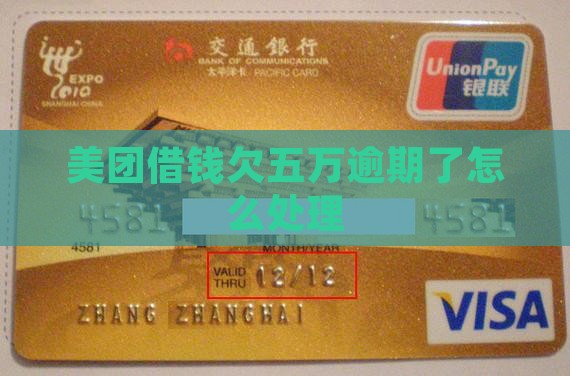 EXPO
2010
SHANGHAI CHINA
交通銀行
BANK OF COMMUNICATIONS
太平洋卡 PACIFIC CARD
UnionPay
银联
美团借钱欠五万逾期了怎
么处理
4581 4581
4581
MONTH/YEAR
VALID
THRU 12/12
ZHANG ZHANGHAI
VISA